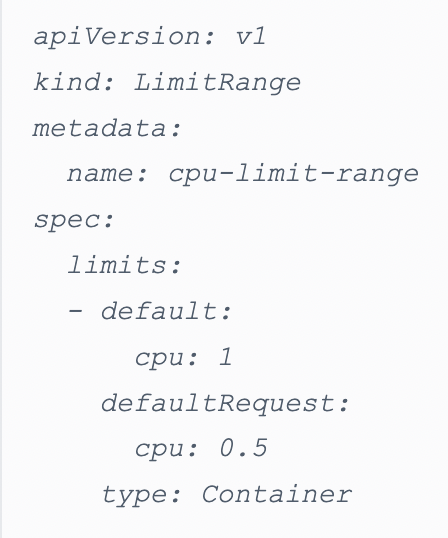 apiVersion: v1
kind: LimitRange
metadata:
  name: cpu-limit-range
spec:
  limits:
  - default:
      cpu: 1
    defaultRequest:
      cpu: 0.5
    type: Container